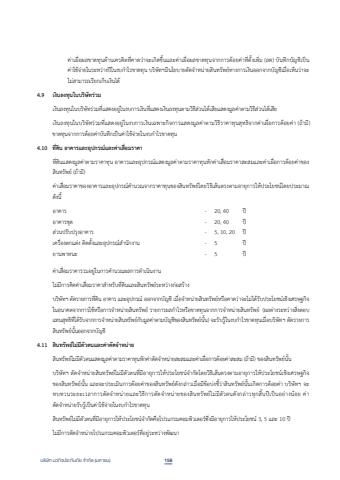 ค่าเผื่อผลขาดทุนด้านเครดิตที่คาดว่าจะเกิดขึ้นและค่าเผื่อผลขาดทุนจากการด้อยค่าที่ตั้งเพิ่ม (ลด) บันทึกบัญชีเป็น
ค่าใช้จ่ายในระหว่างปีในงบกำไรขาดทุน บริษัทฯมีนโยบายตัดจำหน่ายสินทรัพย์ทางการเงินออกจากบัญชีเมื่อเห็นว่าจะ
ไม่สามารถเรียกเก็บเงินได้
4.9 เงินลงทุนในบริษัทร่วม
เงินลงทุนในบริษัทร่วมที่แสดงอยู่ในงบการเงินที่แสดงเงินลงทุนตามวิธีส่วนได้เสียแสดงมูลค่าตามวิธีส่วนได้เสีย
เงินลงทุนในบริษัทร่วมที่แสดงอยู่ในงบการเงินเฉพาะกิจการแสดงมูลค่าตามวิธีราคาทุนสุทธิจากค่าเผื่อการด้อยค่า (ถ้ามี)
ขาดทุนจากการด้อยค่าบันทึกเป็นค่าใช้จ่ายในงบกำไรขาดทุน
4.10 ที่ดิน อาคารและอุปกรณ์และค่าเสื่อมราคา
ที่ดินแสดงมูลค่าตามราคาทุน อาคารและอุปกรณ์แสดงมูลค่าตามราคาทุนหักค่าเสื่อมราคาสะสมและค่าเผื่อการด้อยค่าของ
สินทรัพย์ (ถ้ามี)
ค่าเสื่อมราคาของอาคารและอุปกรณ์คำนวณจากราคาทุนของสินทรัพย์โดยวิธีเส้นตรงตามอายุการให้ประโยชน์โดยประมาณ
ดังนี้
อาคาร - 20, 40 ปี
อาคารชุด - 20, 40 ปี
ส่วนปรับปรุงอาคาร - 5, 10, 20 ปี
เครื่องตกแต่ง ติดตั้งและอุปกรณ์สำนักงาน - 5 ปี
ยานพาหนะ - 5 ปี
ค่าเสื่อมราคารวมอยู่ในการคำนวณผลการดำเนินงาน
ไม่มีการคิดค่าเสื่อมราคาสำหรับที่ดินและสินทรัพย์ระหว่างก่อสร้าง
บริษัทฯ ตัดรายการที่ดิน อาคาร และอุปกรณ์ ออกจากบัญชี เมื่อจำหน่ายสินทรัพย์หรือคาดว่าจะไม่ได้รับประโยชน์เชิงเศรษฐกิจ
ในอนาคตจากการใช้หรือการจำหน่ายสินทรัพย์ รายการผลกำไรหรือขาดทุนจากการจำหน่ายสินทรัพย์ (ผลต่างระหว่างสิ่งตอบ
แทนสุทธิที่ได้รับจากการจำหน่ายสินทรัพย์กับมูลค่าตามบัญชีของสินทรัพย์นั้น) จะรับรู้ในงบกำไรขาดทุนเมื่อบริษัทฯ ตัดรายการ
สินทรัพย์นั้นออกจากบัญชี
4.11 สินทรัพย์ไม่มีตัวตนและค่าตัดจำหน่าย
สินทรัพย์ไม่มีตัวตนแสดงมูลค่าตามราคาทุนหักค่าตัดจำหน่ายสะสมและค่าเผื่อการด้อยค่าสะสม (ถ้ามี) ของสินทรัพย์นั้น
บริษัทฯ ตัดจำหน่ายสินทรัพย์ไม่มีตัวตนที่มีอายุการให้ประโยชน์จำกัดโดยวิธีเส้นตรงตามอายุการให้ประโยชน์เชิงเศรษฐกิจ
ของสินทรัพย์นั้น และจะประเมินการด้อยค่าของสินทรัพย์ดังกล่าวเมื่อมีข้อบ่งชี้ว่าสินทรัพย์นั้นเกิดการด้อยค่า บริษัทฯ จะ
ทบทวนระยะเวลาการตัดจำหน่ายและวิธีการตัดจำหน่ายของสินทรัพย์ไม่มีตัวตนดังกล่าวทุกสิ้นปีเป็นอย่างน้อย ค่า
ตัดจำหน่ายรับรู้เป็นค่าใช้จ่ายในงบกำไรขาดทุน
สินทรัพย์ไม่มีตัวตนที่มีอายุการให้ประโยชน์จำกัดคือโปรแกรมคอมพิวเตอร์ซึ่งมีอายุการให้ประโยชน์ 3, 5 และ 10 ปี
ไม่มีการตัดจำหน่ายโปรแกรมคอมพิวเตอร์ที่อยู่ระหว่างพัฒนา
บริษัท นวกิจประกันภัย จำกัด (มหาชน) 158